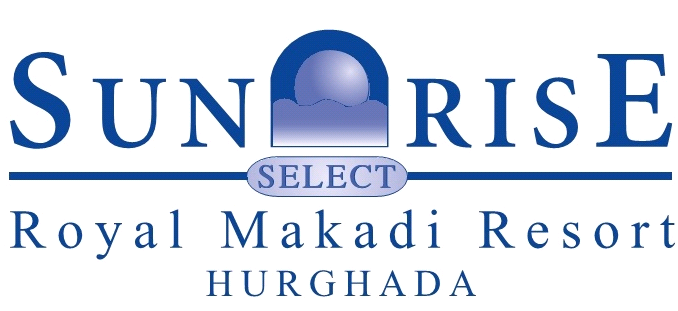 SUNRISE
SELECT
Royal Makadi Resort
HURGHADA